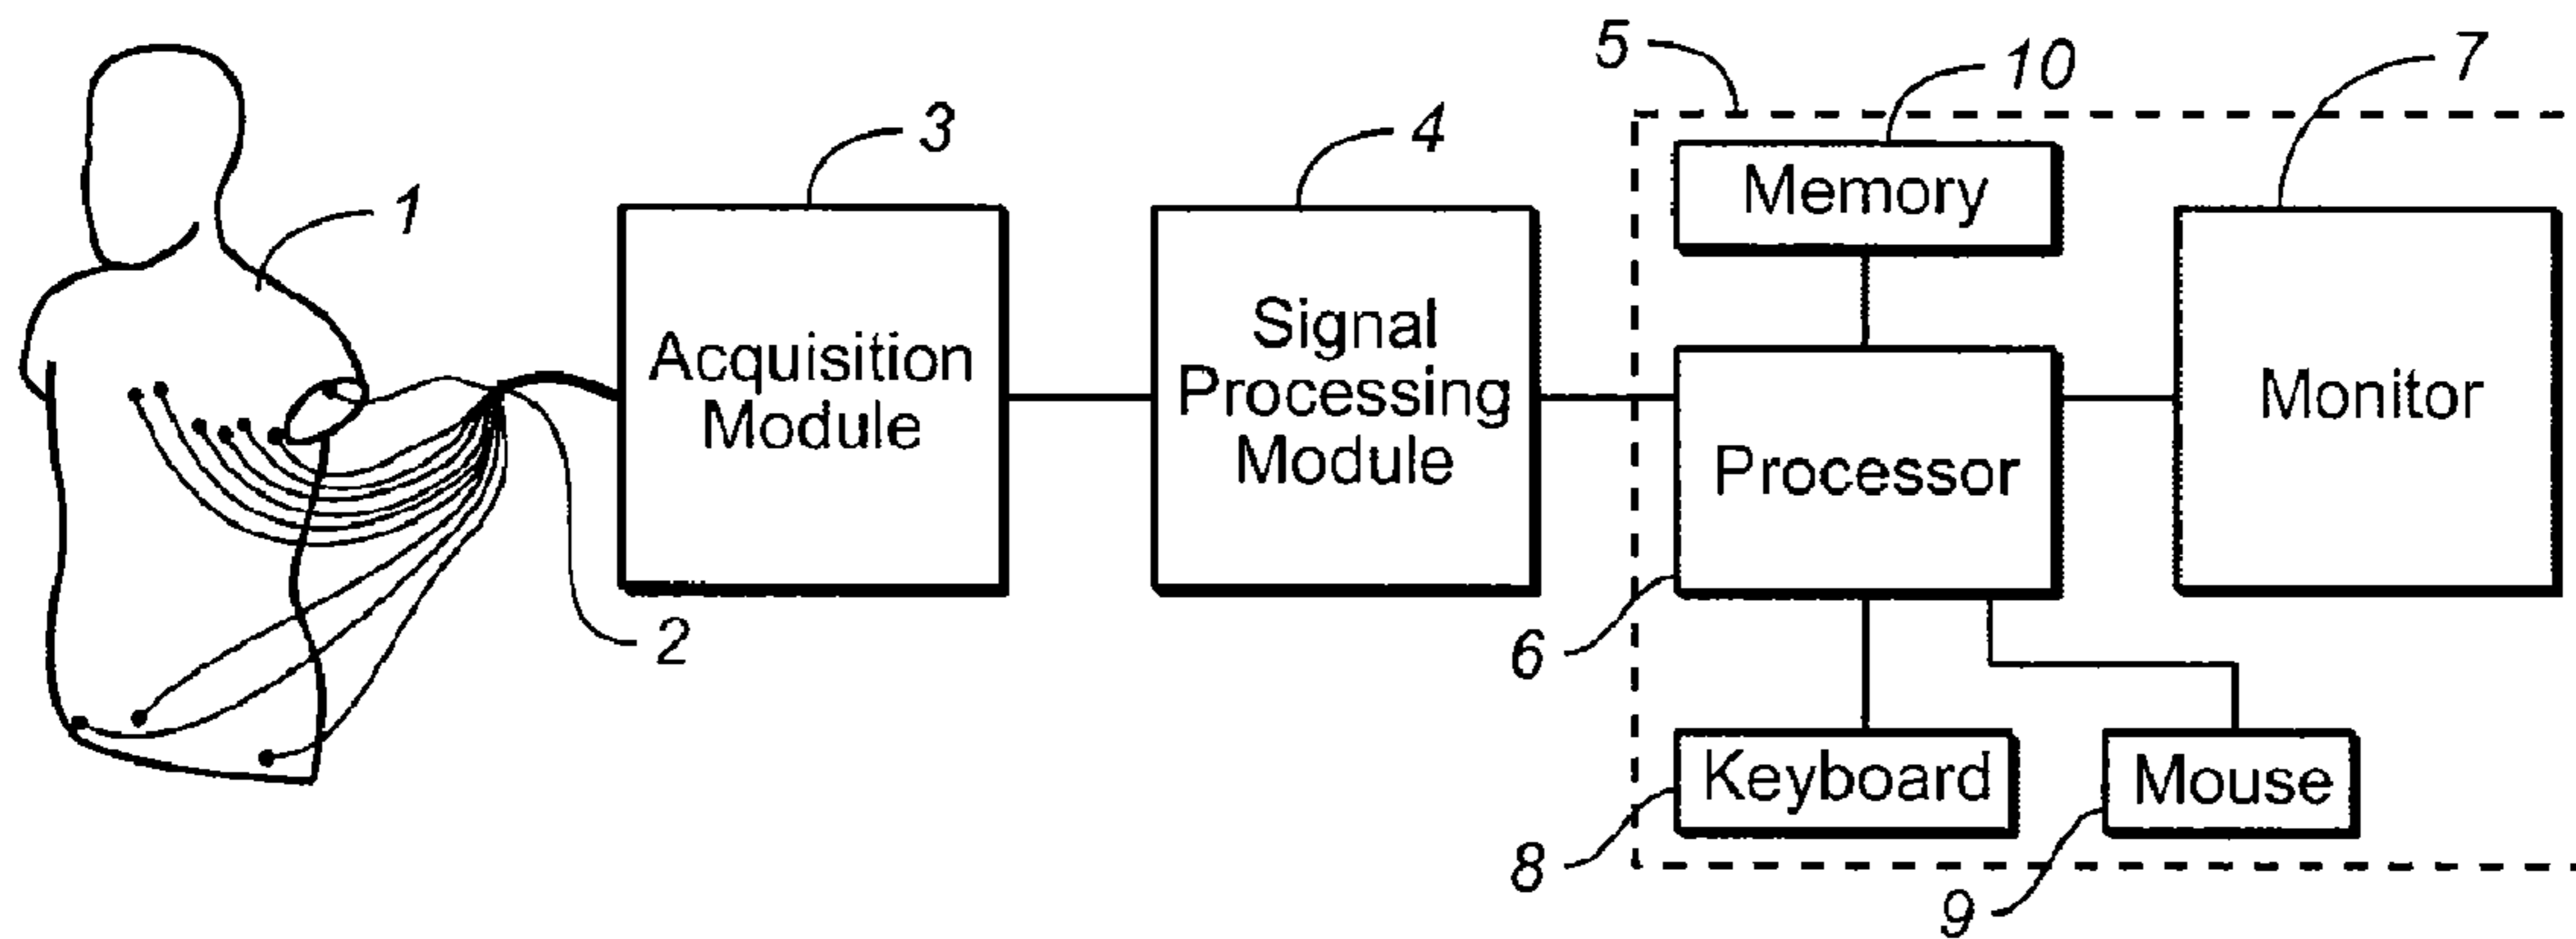 5
10
7
3
4
Memory
1
Signal
Processing
Module
Acquisition
Module
Monitor
Processor
2
6
Keyboard
Mouse
8
9